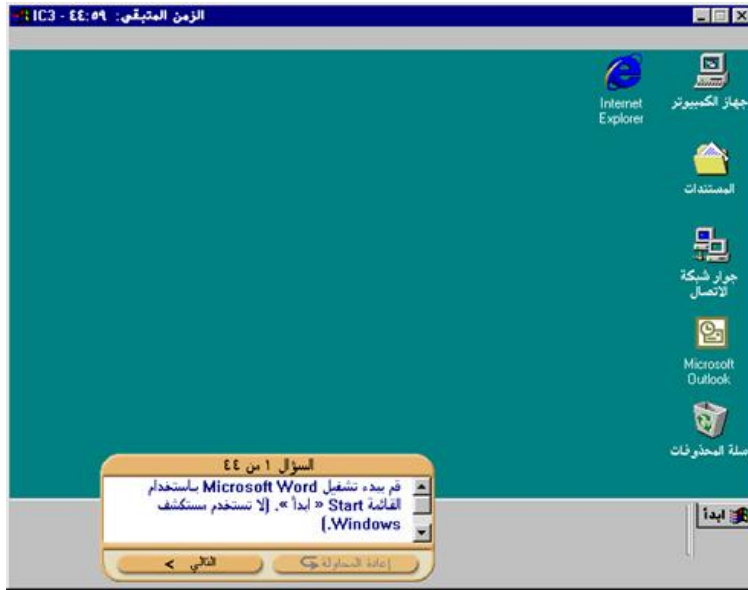 IC3 - الزمن المتبقي: ٤٤:٥٩
جهاز الكمبيوتر
Internet
Explorer
المستندات
جوار شبكة
الاتصال
Microsoft
Outlook
سلة المحذوفات
السؤال ١ من ٤٤
قم ببدء تشغيل Microsoft Word باستخدام
القائمة Start « ابدأ ». (لا تستخدم مستكشف
Windows.)
إعادة المحاولة
التالي >
ابدأ